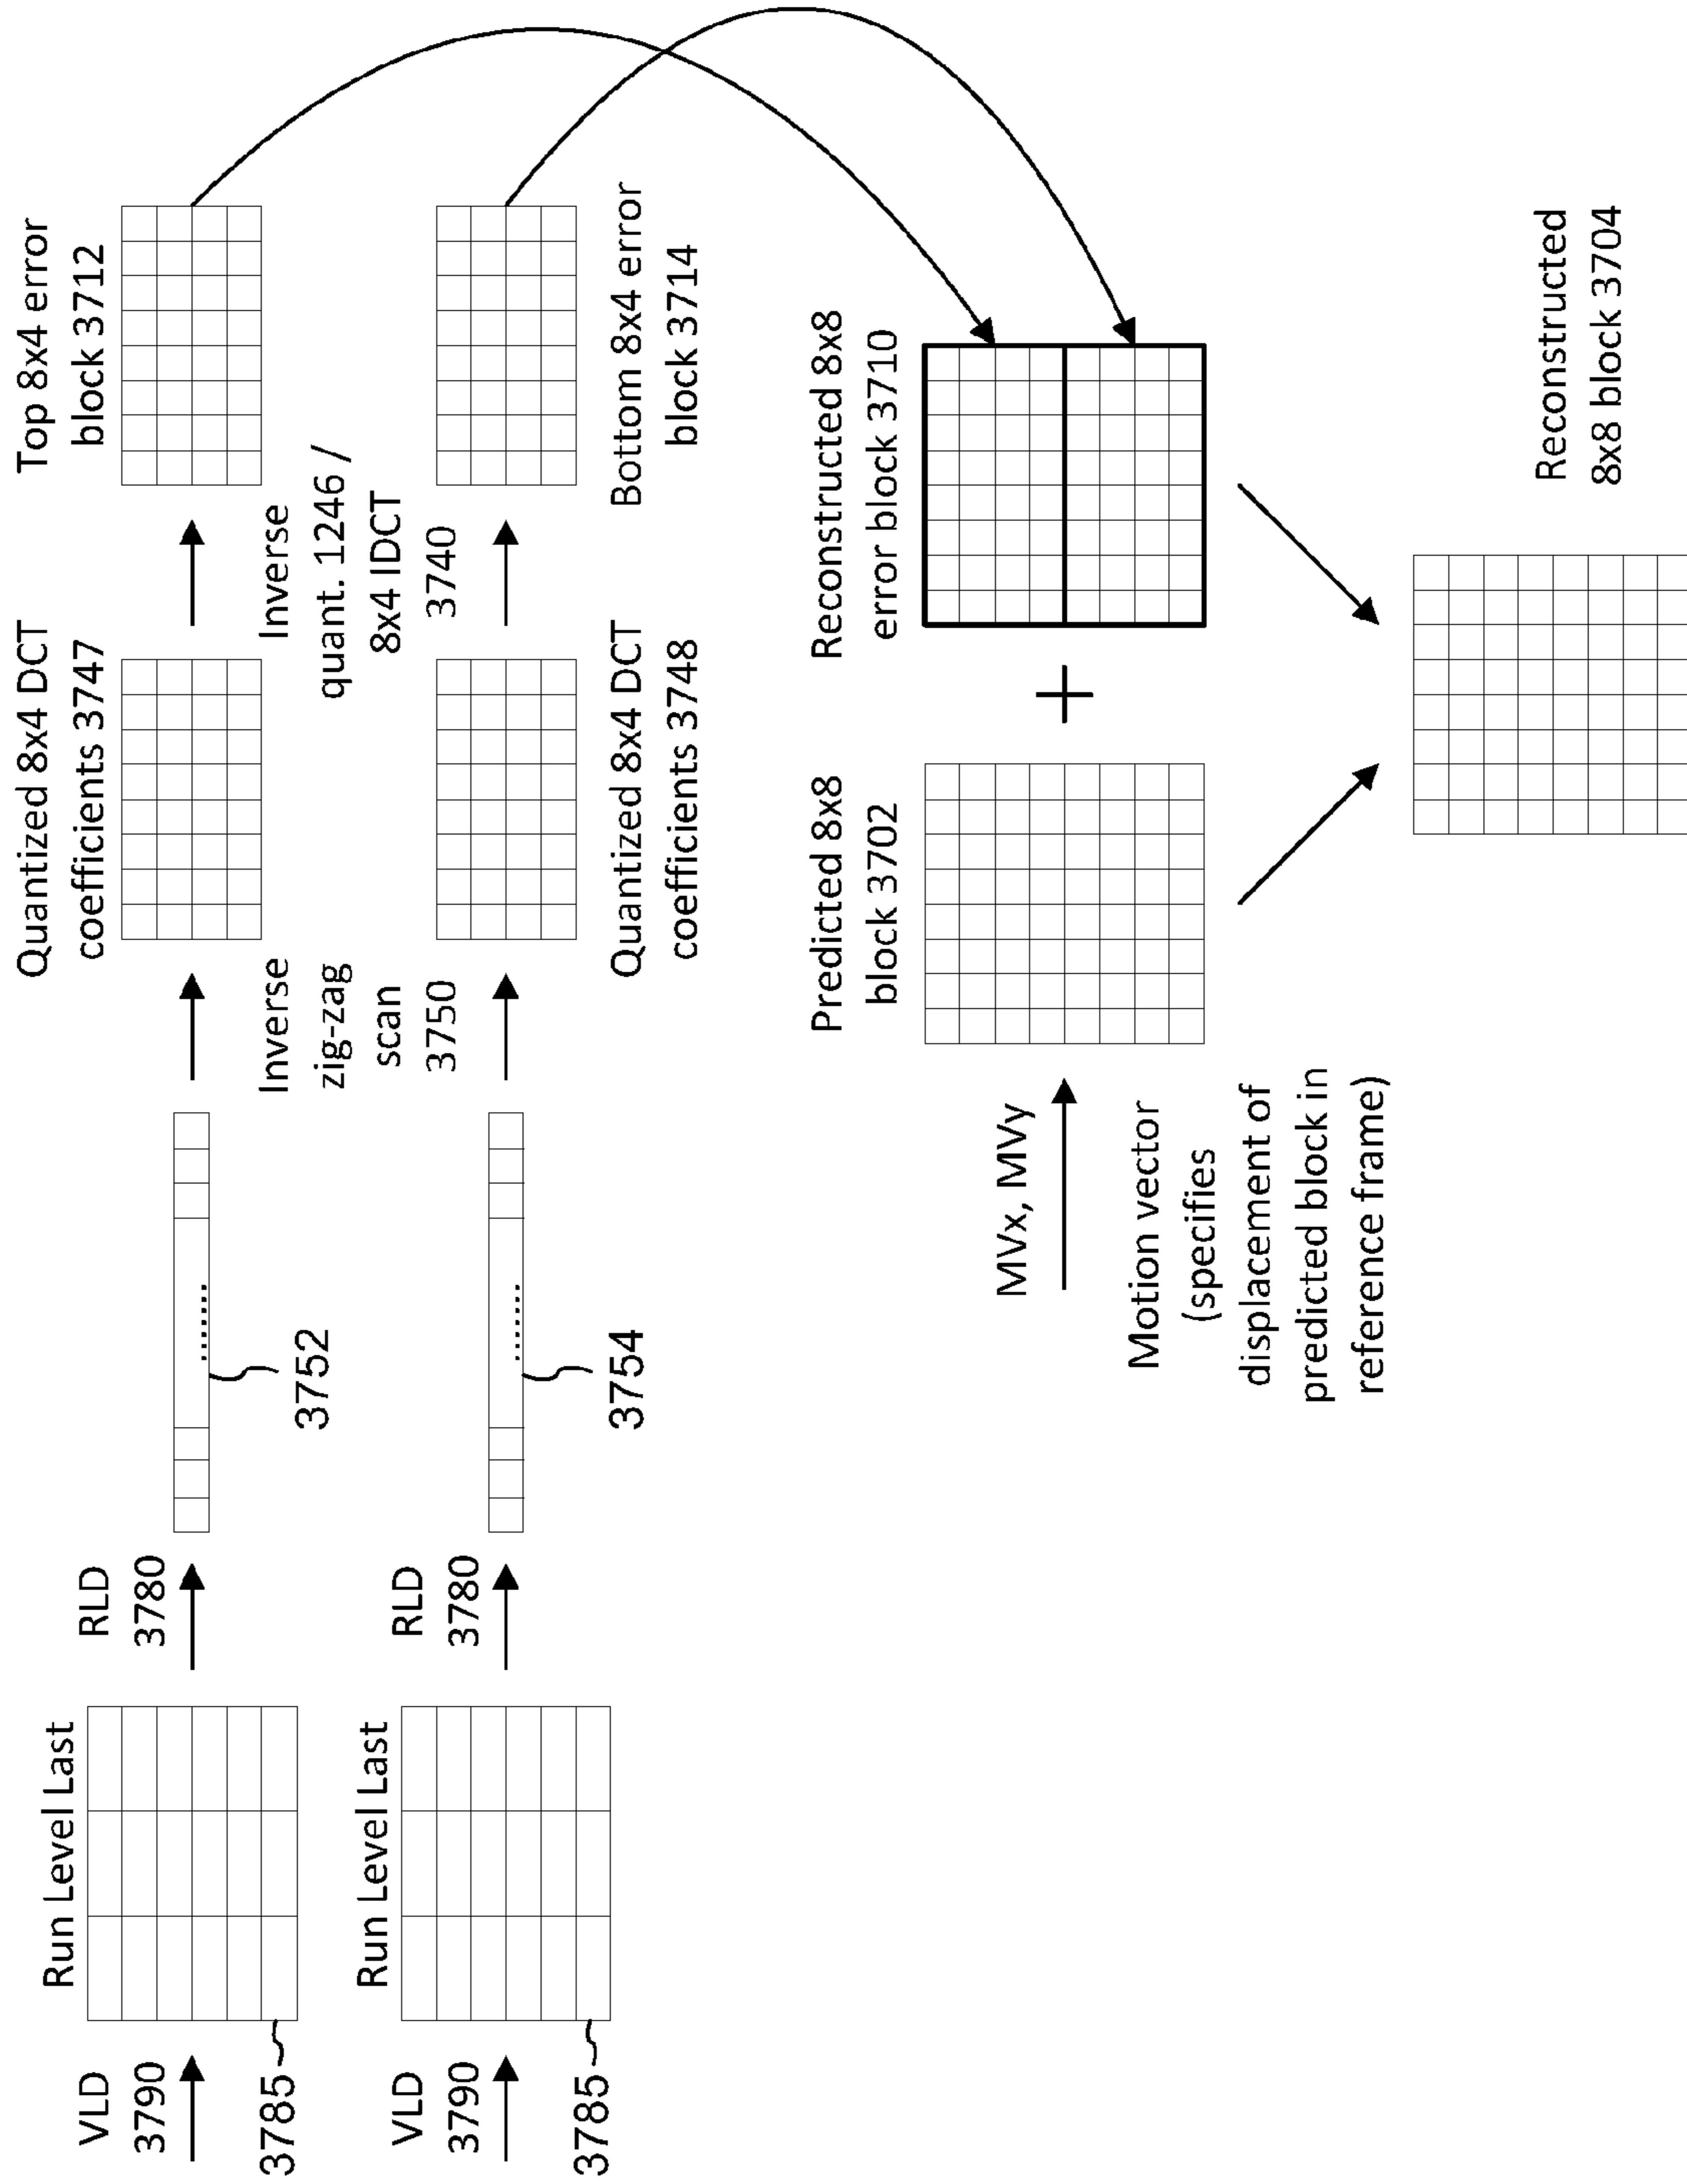 VLD
3790
3785
Run Level Last
RLD
3780
3752
Inverse
zig-zag
scan
3750
Quantized 8x4 DCT
coefficients 3747
Inverse
quant. 1246 /
8x4 IDCT
3740
Top 8x4 error
block 3712
VLD
3790
3785
Run Level Last
RLD
3780
3754
Quantized 8x4 DCT
coefficients 3748
Bottom 8x4 error
block 3714
MVx, MVy
Motion vector
(specifies
displacement of
predicted block in
reference frame)
Predicted 8x8
block 3702
+
Reconstructed 8x8
error block 3710
Reconstructed
8x8 block 3704